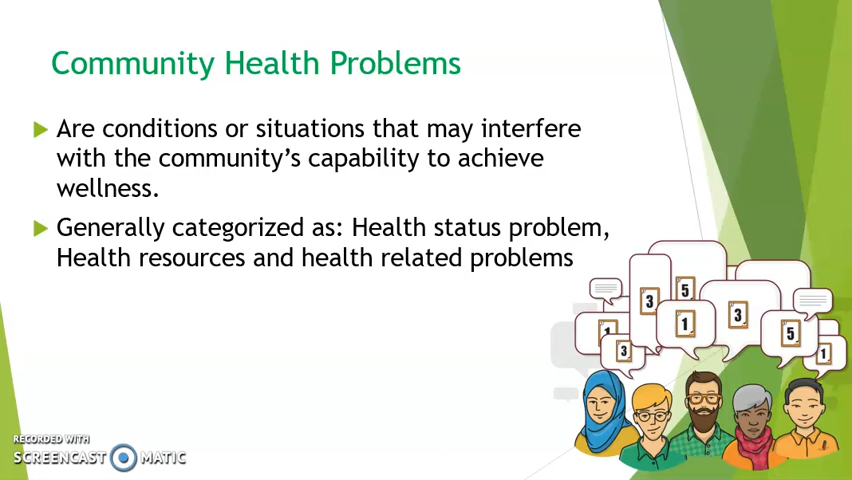 Community Health Problems
Are conditions or situations that may interfere
with the community's capability to achieve
wellness.
Generally categorized as: Health status problem,
Health resources and health related problems
5
3
3
1
1
5
3
1
RECORDED WITH
SCREENCAST MATIC